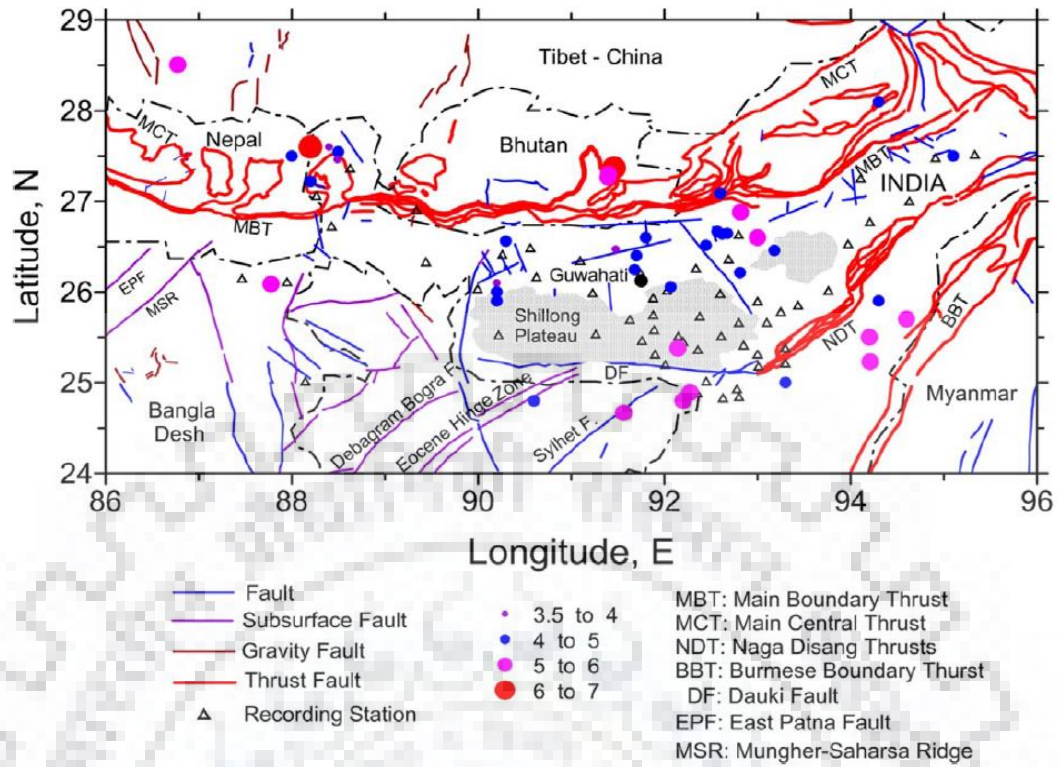 29
28
27
26
25
24
Latitude, N
86
88
90
92
94
96
Longitude, E
Tibet - China
MCT
MCT
Nepal
Bhutan
MBT
INDIA
MBT
EPF
MSR
Guwahati
Shillong
Plateau
NDT
BBT
DF
Bangla
Desh
Debagram Bogra F.
Eocene Hinge Zone
Sylhet F.
Myanmar
Fault
Subsurface Fault
Gravity Fault
Thrust Fault
Recording Station
3.5 to 4
4 to 5
5 to 6
6 to 7
MBT: Main Boundary Thrust
MCT: Main Central Thrust
NDT: Naga Disang Thrusts
BBT: Burmese Boundary Thurst
DF: Dauki Fault
EPF: East Patna Fault
MSR: Mungher-Saharsa Ridge